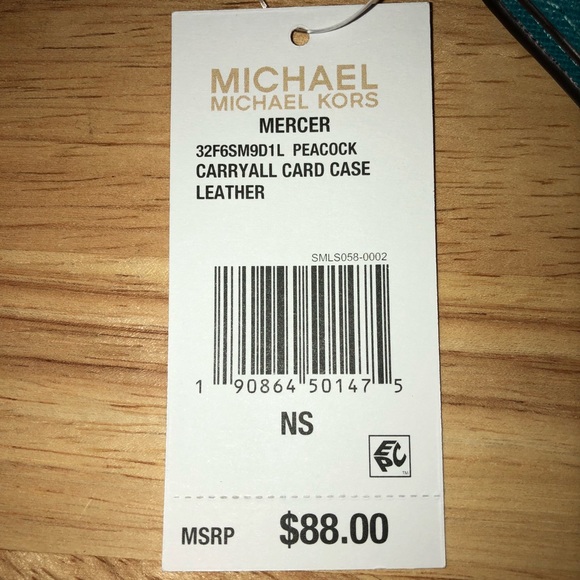 MICHAEL
MICHAEL KORS
MERCER
32F6SM9D1L PEACOCK
CARRYALL CARD CASE
LEATHER
SMLS058-0002
1 90864 50147 5
NS
EPC
TM
MSRP $88.00